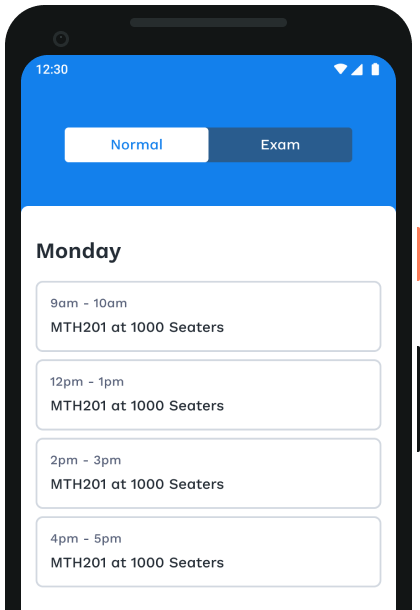 12:30
Normal Exam
Monday
9am - 10am
MTH201 at 1000 Seaters
12pm - 1pm
MTH201 at 1000 Seaters
2pm - 3pm
MTH201 at 1000 Seaters
4pm - 5pm
MTH201 at 1000 Seaters